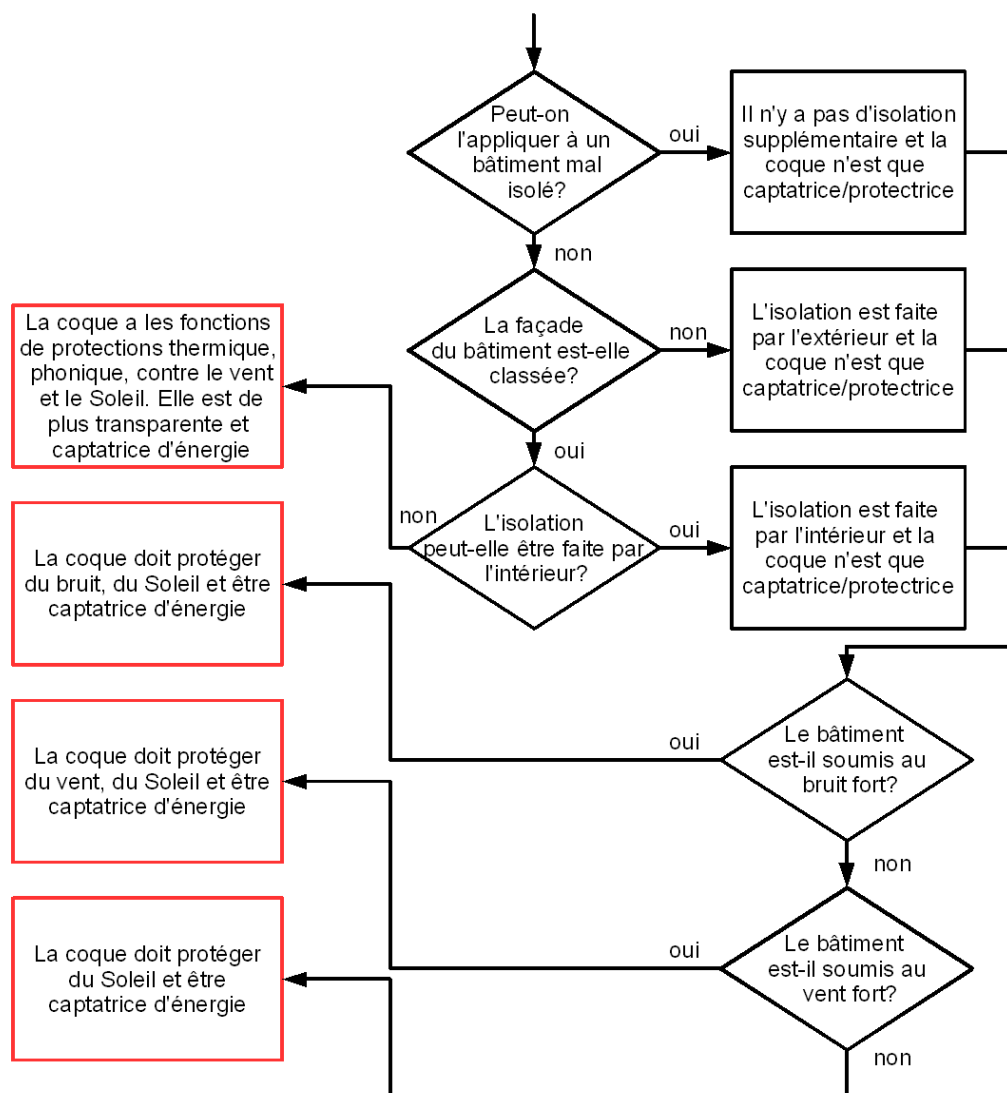 Peut-on
l'appliquer à un
bâtiment mal
isolé?
oui
Il n'y a pas d'isolation
supplémentaire et la
coque n'est que
captatrice/protectrice
non
La façade
du bâtiment est-elle
classée?
non
L'isolation est faite
par l'extérieur et la
coque n'est que
captatrice/protectrice
La coque a les fonctions
de protections thermique,
phonique, contre le vent
et le Soleil. Elle est de
plus transparente et
captatrice d'énergie
oui
L'isolation
peut-elle être faite par
l'intérieur?
non
oui
L'isolation est faite
par l'intérieur et la
coque n'est que
captatrice/protectrice
La coque doit protéger
du bruit, du Soleil et être
captatrice d'énergie
oui
Le bâtiment
est-il soumis au
bruit fort?
La coque doit protéger
du vent, du Soleil et être
captatrice d'énergie
non
oui
Le bâtiment
est-il soumis au
vent fort?
La coque doit protéger
du Soleil et être
captatrice d'énergie
non